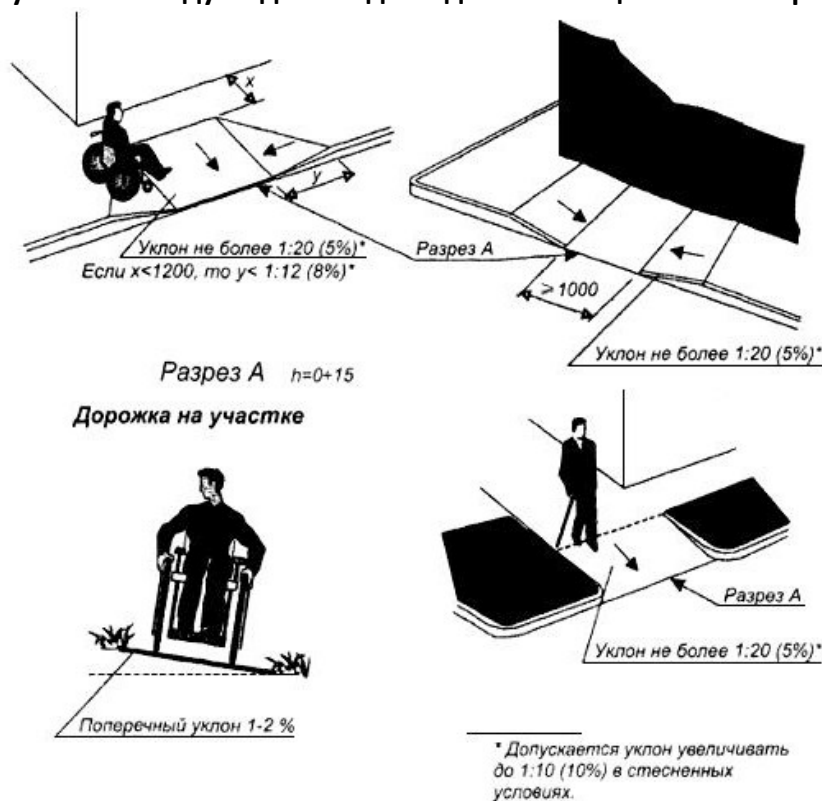 x
y
Уклон не более 1:20 (5%)*
Если x<1200, то y< 1:12 (8%)*
Разрез А
⩾1000
Уклон не более 1:20 (5%)*
Разрез А h=0÷15
Дорожка на участке
Поперечный уклон 1-2 %
Разрез А
Уклон не более 1:20 (5%)*
* Допускается уклон увеличивать
до 1:10 (10%) в стесненных
условиях.